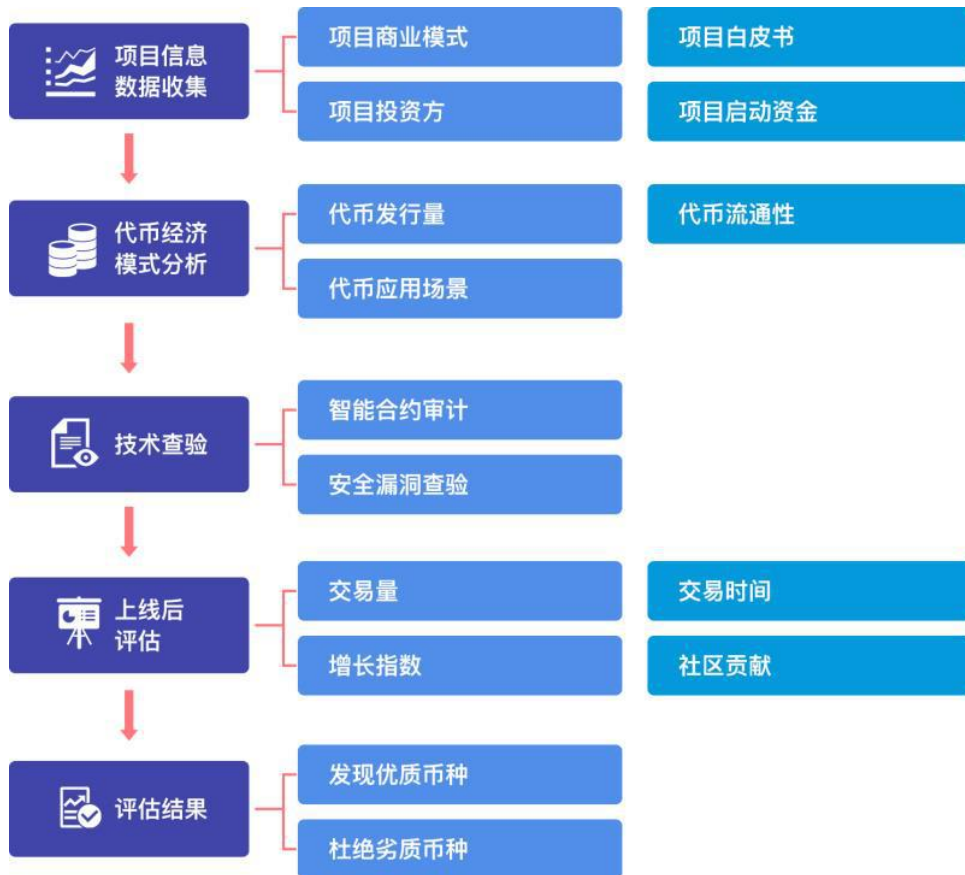 项目信息
数据收集
项目商业模式
项目白皮书
项目投资方
项目启动资金
代币经济
模式分析
代币发行量
代币流通性
代币应用场景
技术查验
智能合约审计
安全漏洞查验
上线后
评估
交易量
交易时间
增长指数
社区贡献
评估结果
发现优质币种
杜绝劣质币种